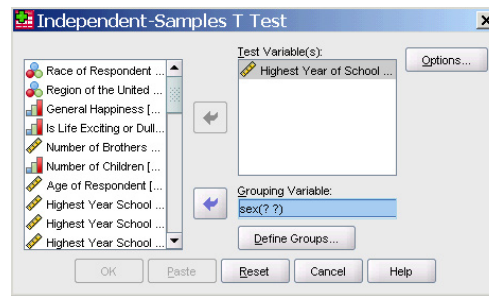 Independent-Samples T Test
Race of Respondent ...
Region of the United ...
General Happiness [...
Is Life Exciting or Dull...
Number of Brothers ...
Number of Children [...
Age of Respondent [...
Highest Year School ...
Highest Year School ...
Highest Year School ...
Test Variable(s):
Highest Year of School ...
Options...
Grouping Variable:
sex(? ?)
Define Groups...
OK
Paste
Reset
Cancel
Help